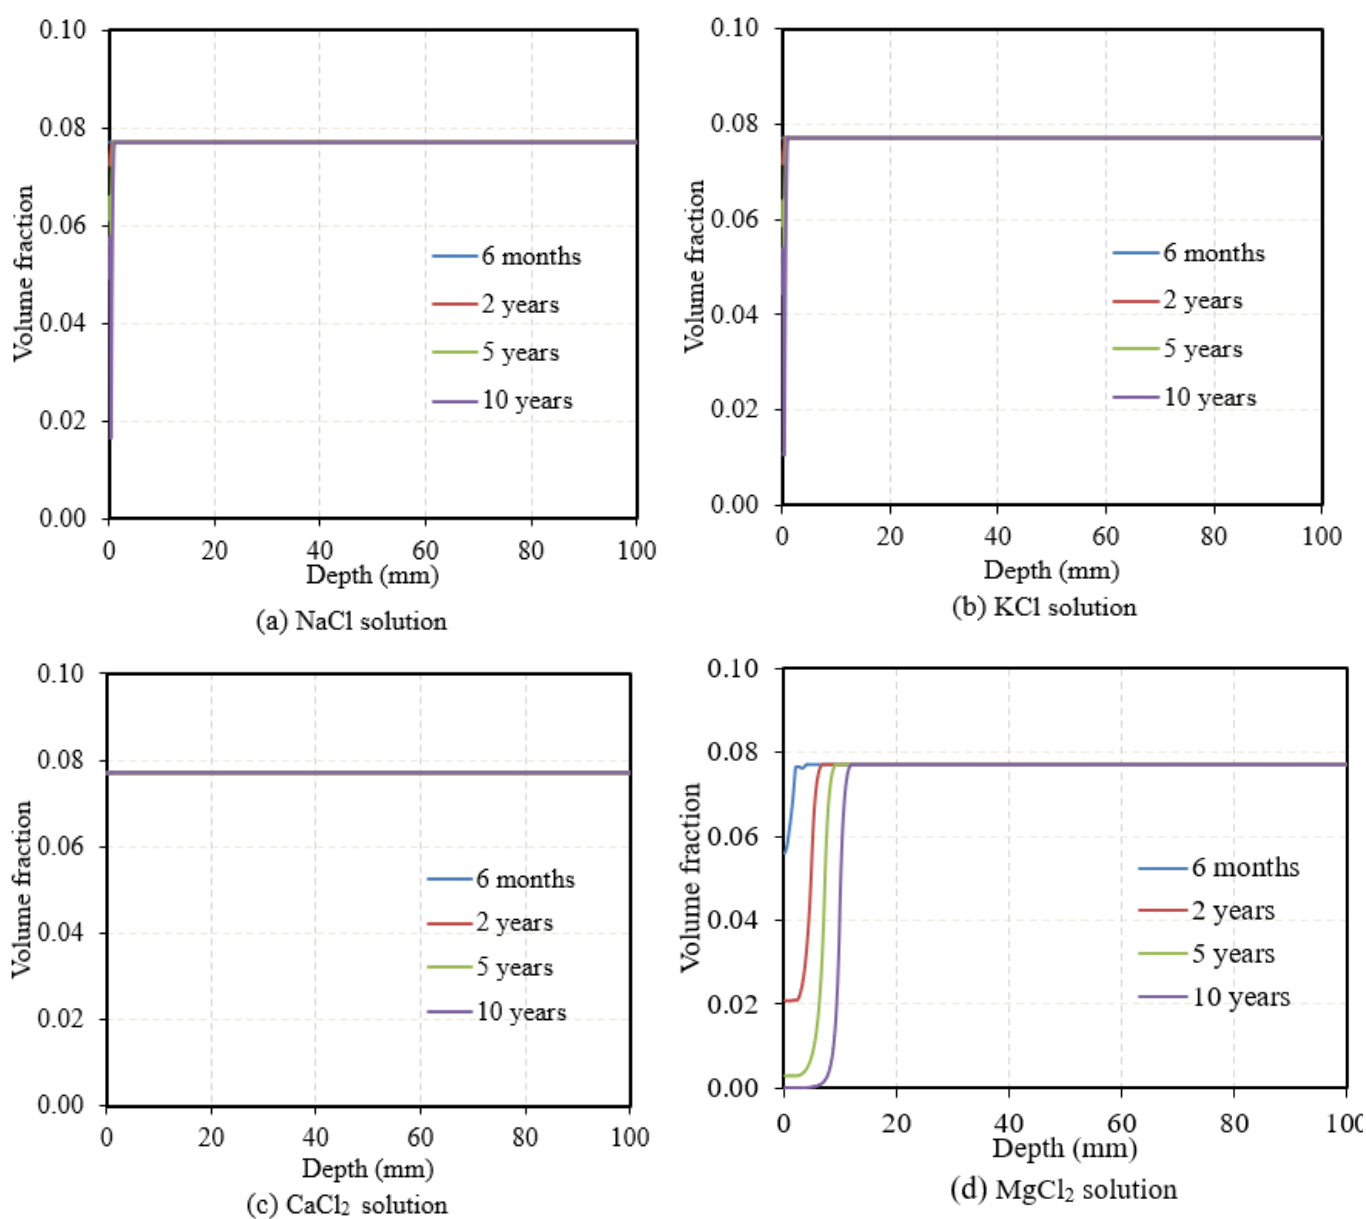 0.10
0.08
0.06
0.04
0.02
0.00
Volume fraction
6 months
2 years
5 years
10 years
0 20 40 60 80 100
Depth (mm)
(a) NaCl solution
0.10
0.08
0.06
0.04
0.02
0.00
Volume fraction
6 months
2 years
5 years
10 years
0 20 40 60 80 100
Depth (mm)
(b) KCl solution
0.10
0.08
0.06
0.04
0.02
0.00
Volume fraction
6 months
2 years
5 years
10 years
0 20 40 60 80 100
Depth (mm)
(c) CaCl₂ solution
0.10
0.08
0.06
0.04
0.02
0.00
Volume fraction
6 months
2 years
5 years
10 years
0 20 40 60 80 100
Depth (mm)
(d) MgCl₂ solution